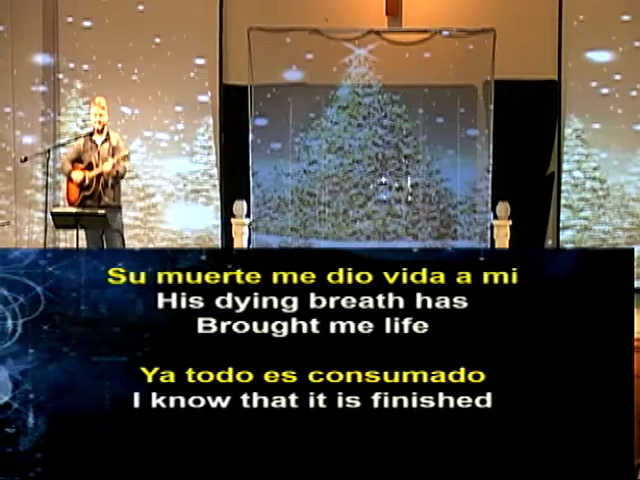 Su muerte me dio vida a mi
His dying breath has
Brought me life
Ya todo es consumado
I know that it is finished